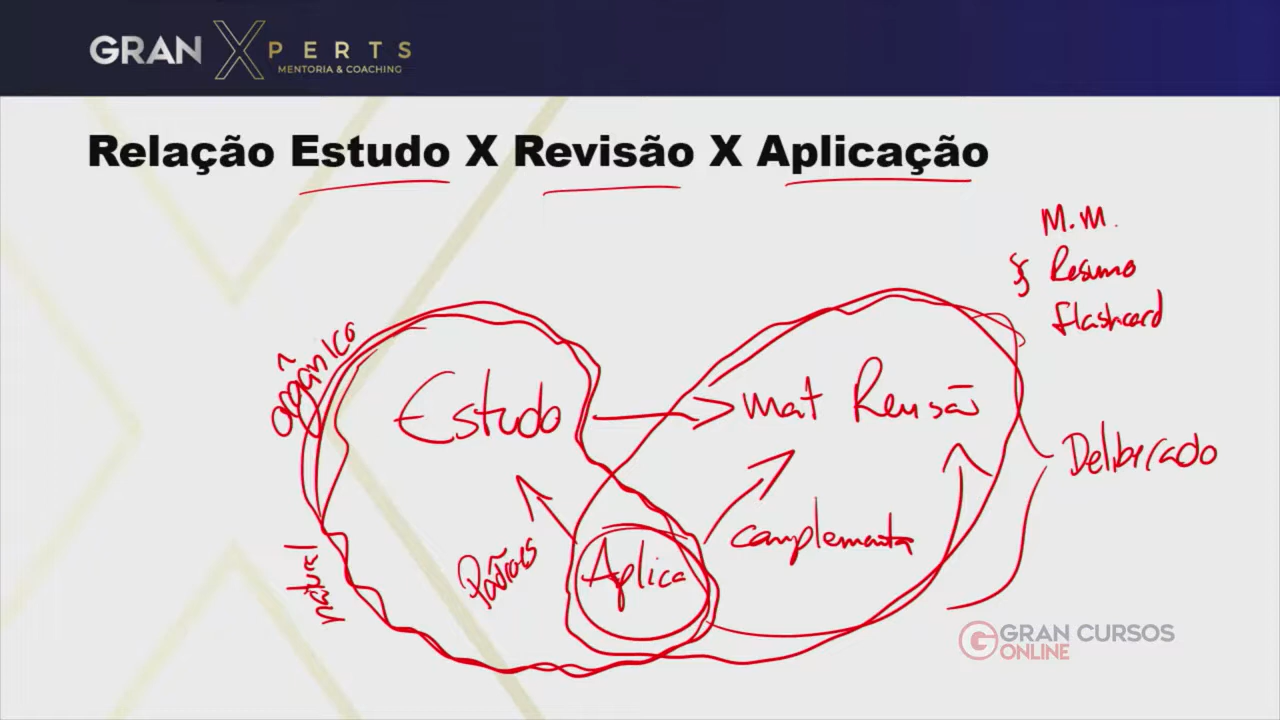 GRAN XPERTS
MENTORIA & COACHING
Relação Estudo X Revisão X Aplicação
M.M.
Resumo
flashcard
orgânico
Estudo
mat Revisão
Deliberado
Padrões
complementa
Aplica
natural
GRAN CURSOS
ONLINE